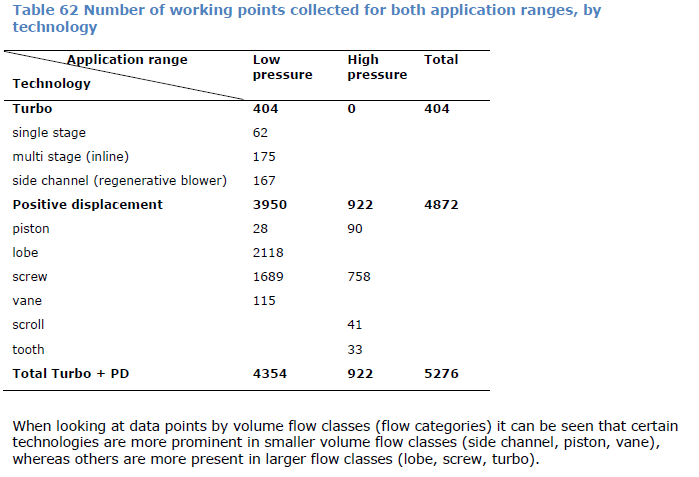 Table 62 Number of working points collected for both application ranges, by
technology
Application range Low pressure High pressure Total
Technology
Turbo 404 0 404
single stage 62
multi stage (inline) 175
side channel (regenerative blower) 167
Positive displacement 3950 922 4872
piston 28 90
lobe 2118
screw 1689 758
vane 115
scroll 41
tooth 33
Total Turbo + PD 4354 922 5276
When looking at data points by volume flow classes (flow categories) it can be seen that certain
technologies are more prominent in smaller volume flow classes (side channel, piston, vane),
whereas others are more present in larger flow classes (lobe, screw, turbo).